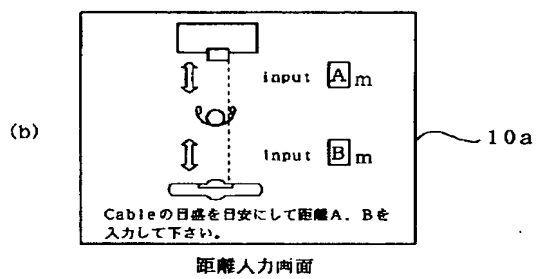 (b)
input A m
10a
input B m
Cableの目盛を目安にして距離A、Bを
入力して下さい。
距離入力画面